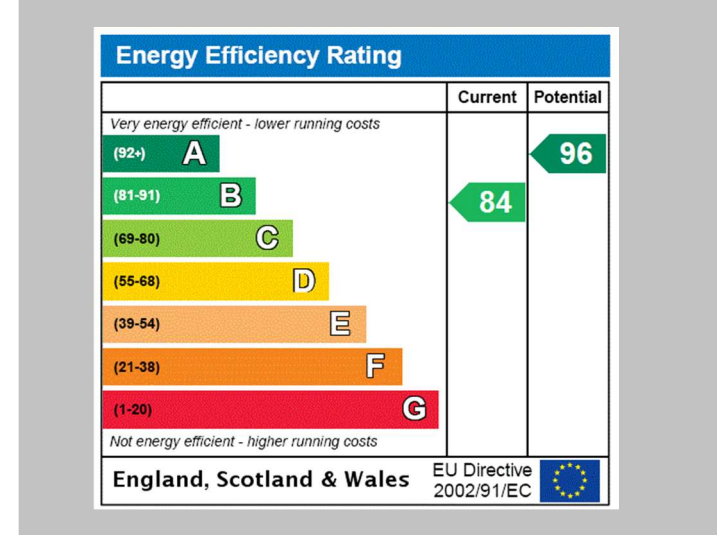 Energy Efficiency Rating
Current Potential
Very energy efficient - lower running costs
(92+) A 96
(81-91) B 84
(69-80) C
(55-68) D
(39-54) E
(21-38) F
(1-20) G
Not energy efficient - higher running costs
England, Scotland & Wales
EU Directive
2002/91/EC